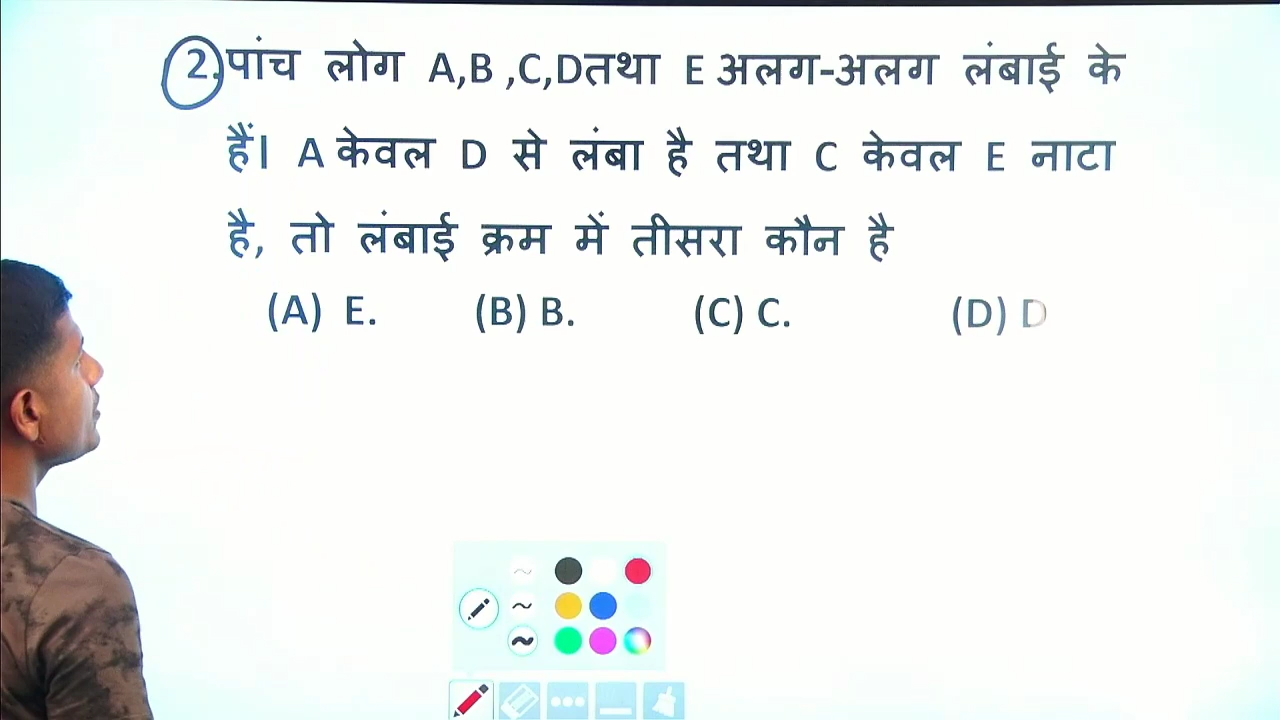 2.पांच लोग A,B ,C,Dतथा E अलग-अलग लंबाई के
हैं। A केवल D से लंबा है तथा C केवल E नाटा
है, तो लंबाई क्रम में तीसरा कौन है
(A) E. (B) B. (C) C. (D) D